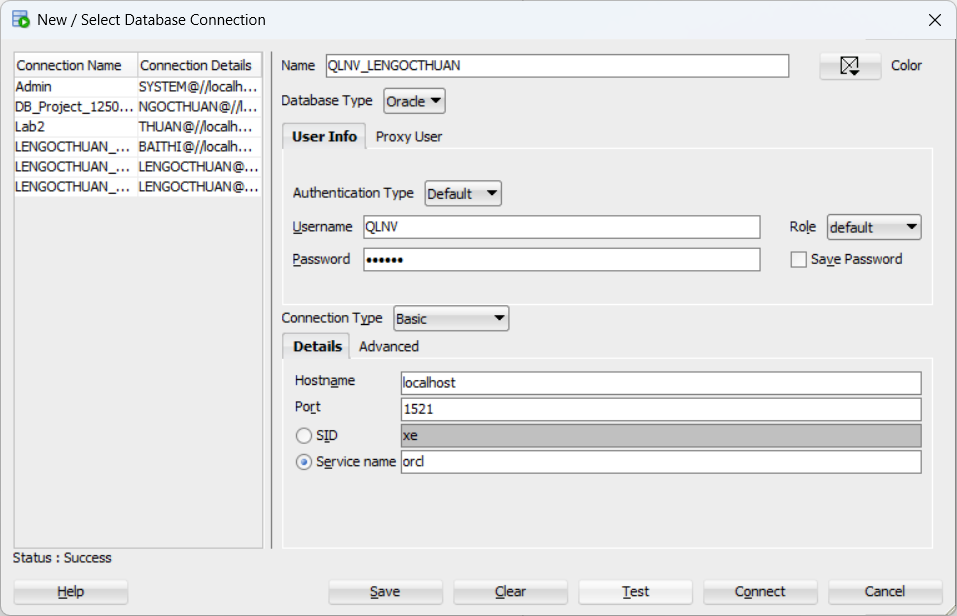 New / Select Database Connection
Connection Name Connection Details
Admin SYSTEM@//localh...
DB_Project_1250... NGOCTHUAN@//l...
Lab2 THUAN@//localh...
LENGOCTHUAN_... BAITHI@//localh...
LENGOCTHUAN_... LENGOCTHUAN@...
LENGOCTHUAN_... LENGOCTHUAN@...
Name QLNV_LENGOCTHUAN Color
Database Type Oracle
User Info Proxy User
Authentication Type Default
Username QLNV Role default
Password •••••• Save Password
Connection Type Basic
Details Advanced
Hostname localhost
Port 1521
SID xe
Service name orcl
Status : Success
Help Save Clear Test Connect Cancel